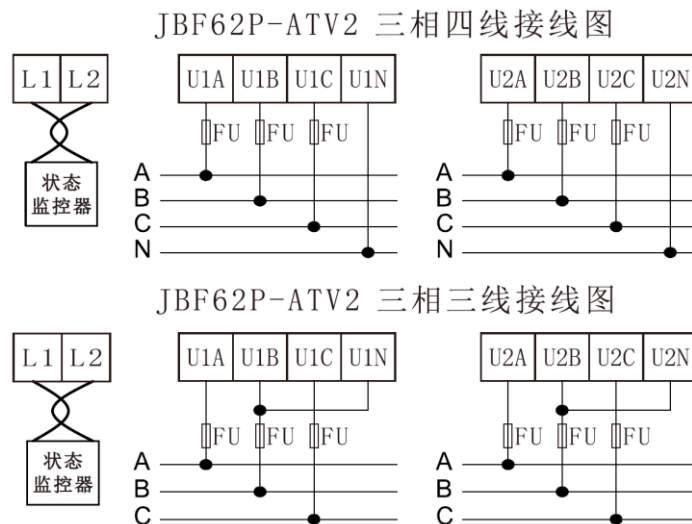 JBF62P-ATV2 三相四线接线图
L1 L2 U1A U1B U1C U1N U2A U2B U2C U2N
FU FU FU FU FU FU
状态
监控器
A A
B B
C C
N N
JBF62P-ATV2 三相三线接线图
L1 L2 U1A U1B U1C U1N U2A U2B U2C U2N
FU FU FU FU FU FU
状态
监控器
A A
B B
C C